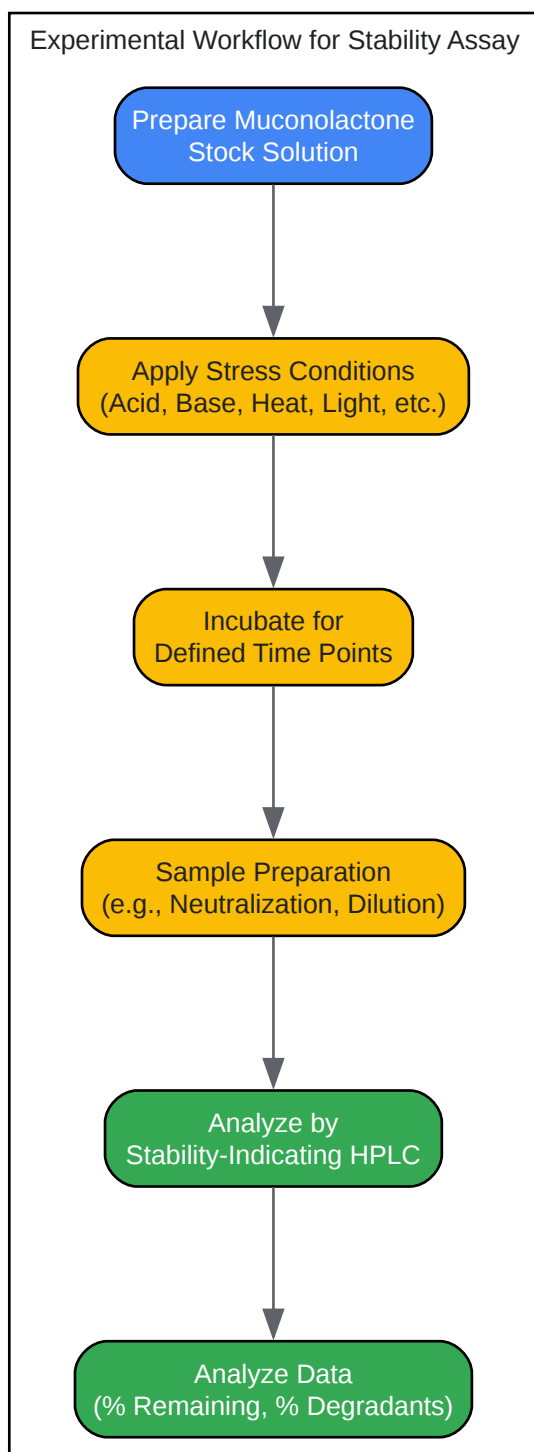 Experimental Workflow for Stability Assay
Prepare Muconolactone
Stock Solution
Apply Stress Conditions
(Acid, Base, Heat, Light, etc.)
Incubate for
Defined Time Points
Sample Preparation
(e.g., Neutralization, Dilution)
Analyze by
Stability-Indicating HPLC
Analyze Data
(% Remaining, % Degradants)